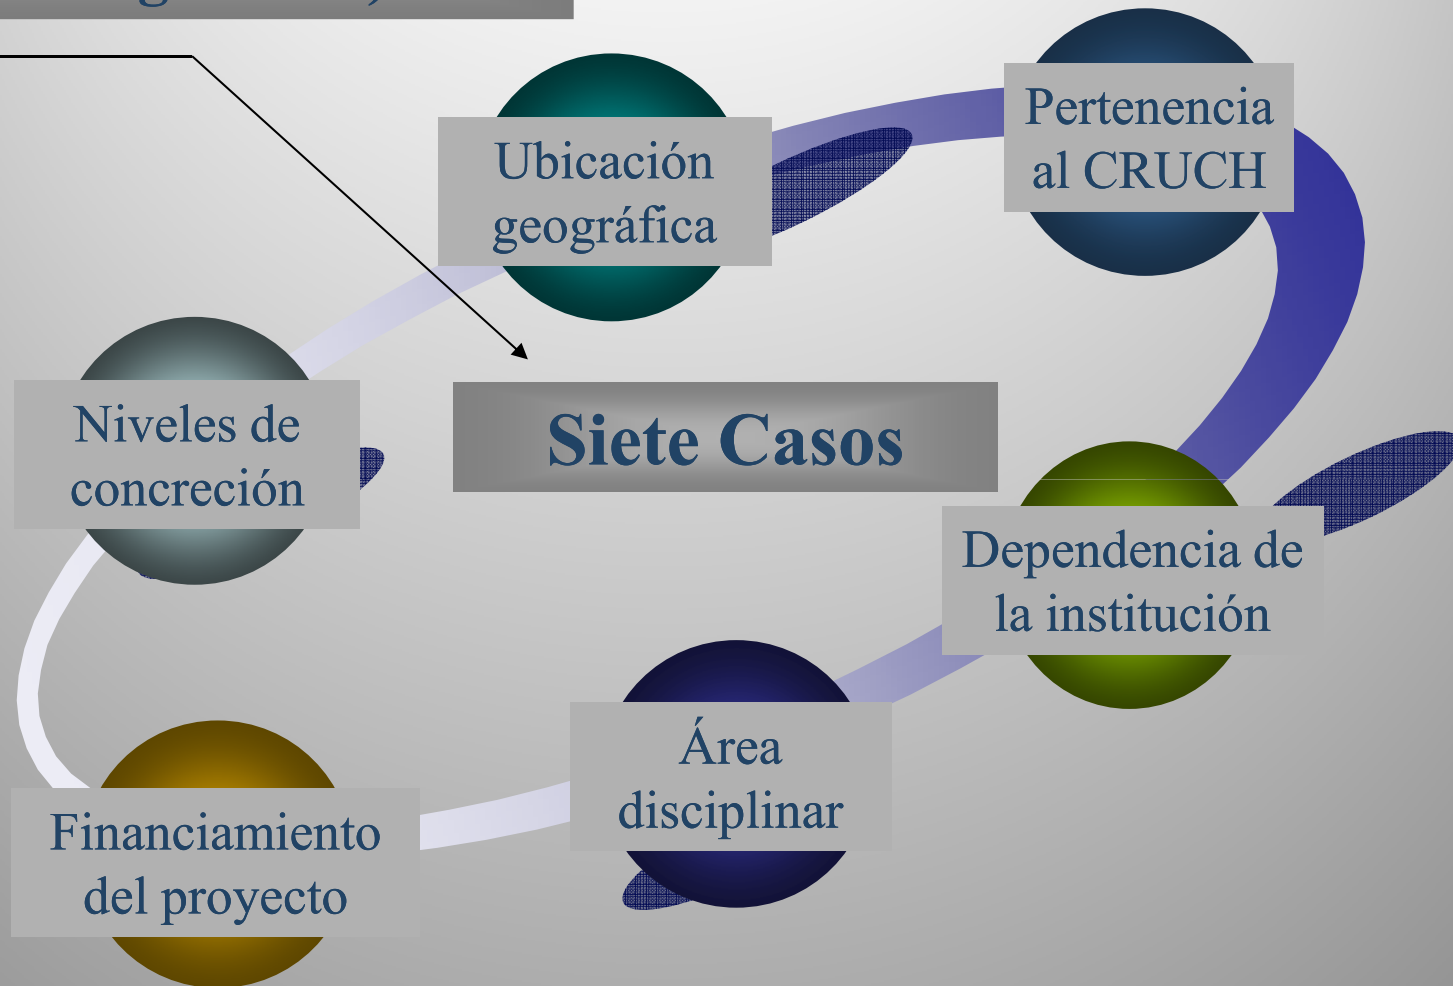 Ubicación
geográfica
Pertenencia
al CRUCH
Niveles de
concreción
Siete Casos
Dependencia de
la institución
Área
disciplinar
Financiamiento
del proyecto